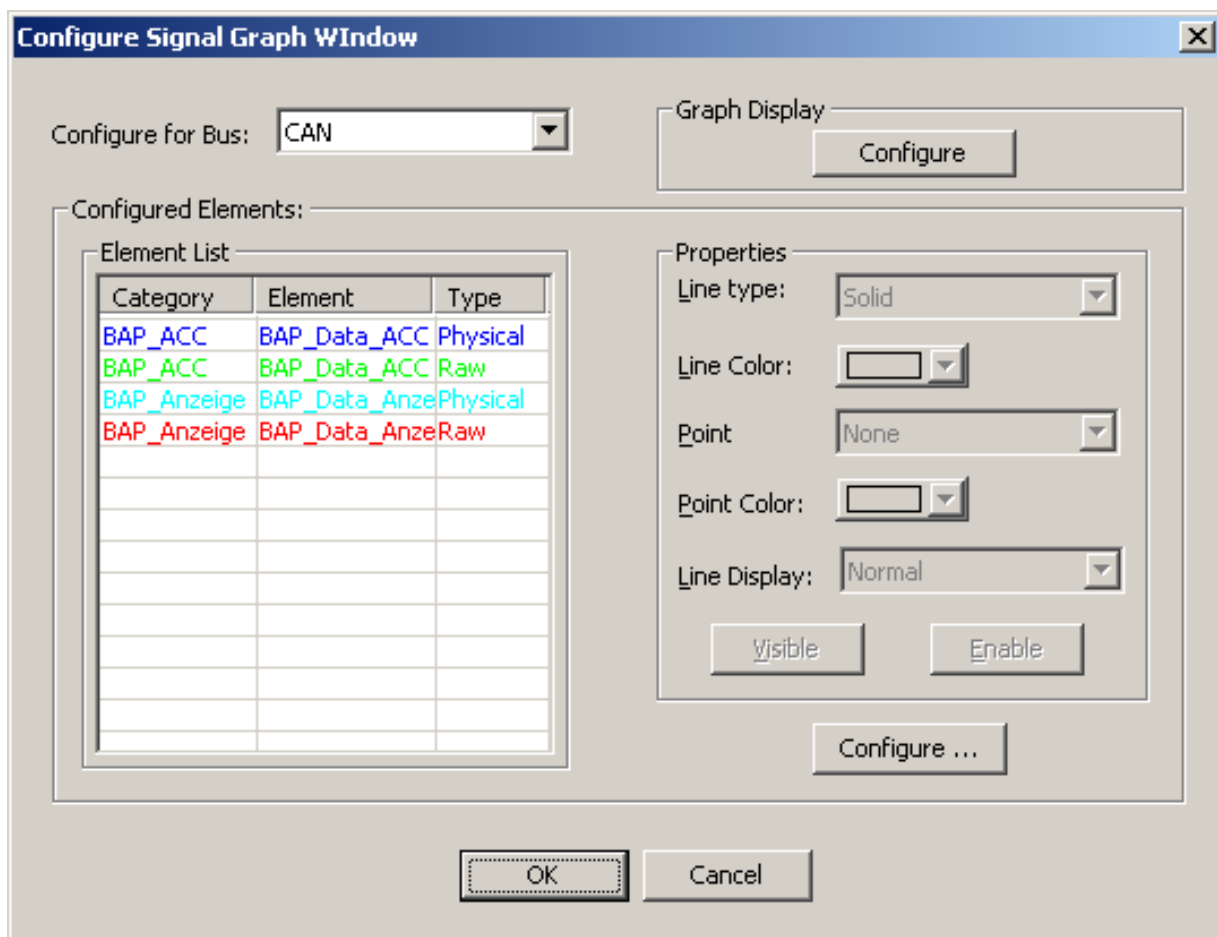 Configure Signal Graph WIndow
Configure for Bus: CAN
Graph Display
Configure
Configured Elements:
Element List
Category Element Type
BAP_ACC BAP_Data_ACC Physical
BAP_ACC BAP_Data_ACC Raw
BAP_Anzeige BAP_Data_Anze Physical
BAP_Anzeige BAP_Data_Anze Raw
Properties
Line type: Solid
Line Color:
Point None
Point Color:
Line Display: Normal
Visible Enable
Configure ...
OK Cancel